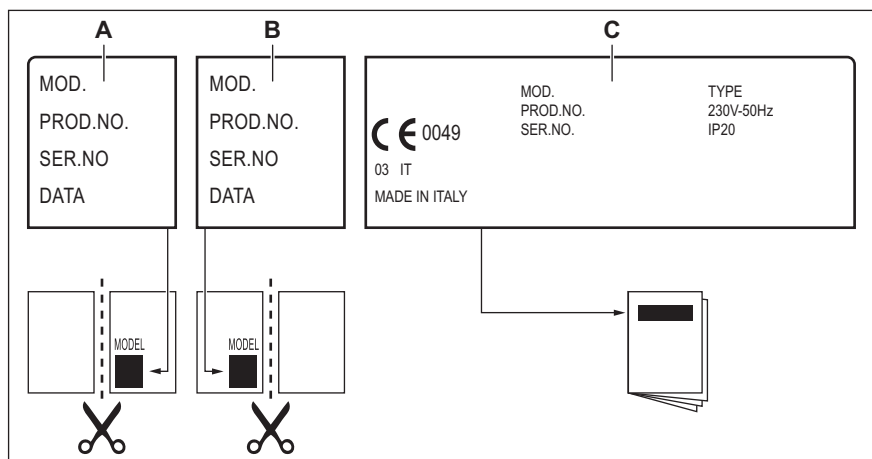 A
B
C
MOD.
PROD.NO.
SER.NO
DATA
MOD.
PROD.NO.
SER.NO
DATA
MOD.
PROD.NO.
SER.NO.
TYPE
230V-50Hz
IP20
CE 0049
03 IT
MADE IN ITALY
MODEL
MODEL